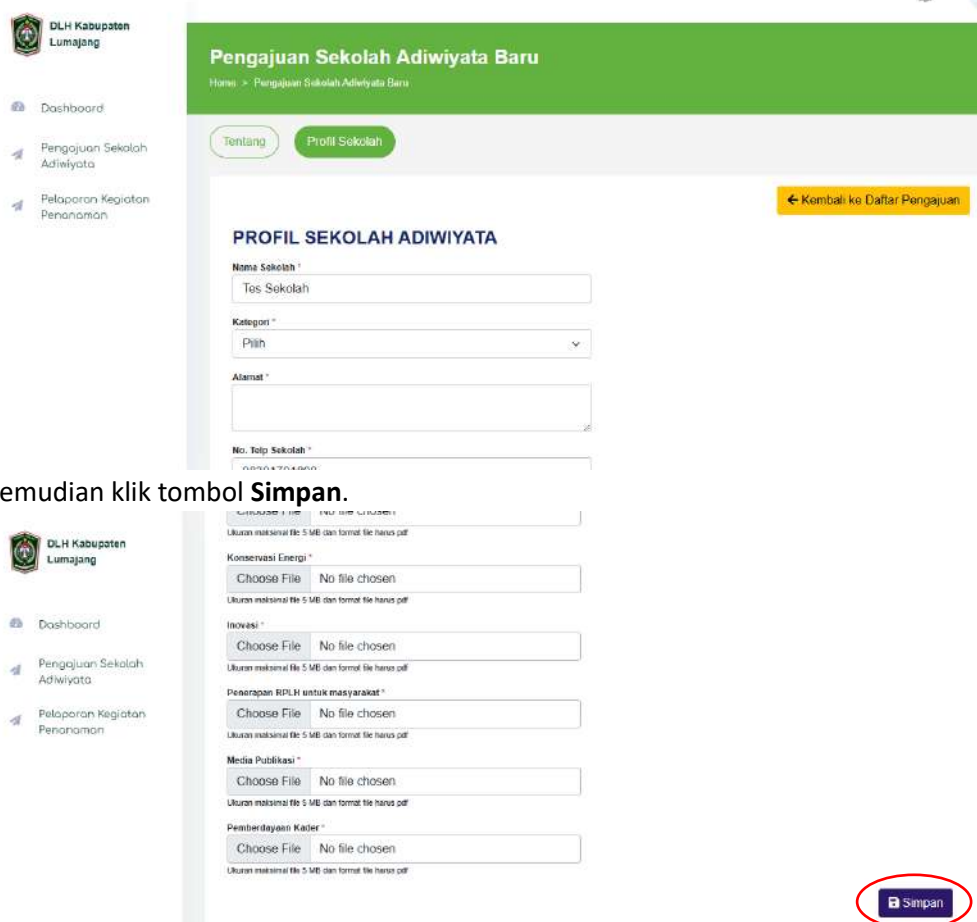 DLH Kabupaten
Lumajang
Pengajuan Sekolah Adiwiyata Baru
Home > Pengajuan Sekolah Adiwiyata Baru
Dashboard
Pengajuan Sekolah
Adiwiyata
Pelaporan Kegiatan
Penanaman
Tentang
Profil Sekolah
← Kembali ke Daftar Pengajuan
PROFIL SEKOLAH ADIWIYATA
Nama Sekolah *
Tes Sekolah
Kategori *
Pilih
Alamat *
No. Telp Sekolah *
emudian klik tombol Simpan.
DLH Kabupaten
Lumajang
Dashboard
Pengajuan Sekolah
Adiwiyata
Pelaporan Kegiatan
Penanaman
Choose File No file chosen
Ukuran maksimal file 5 MB dan format file harus pdf
Konservasi Energi *
Choose File No file chosen
Ukuran maksimal file 5 MB dan format file harus pdf
Inovasi *
Choose File No file chosen
Ukuran maksimal file 5 MB dan format file harus pdf
Penerapan RPLH untuk masyarakat *
Choose File No file chosen
Ukuran maksimal file 5 MB dan format file harus pdf
Media Publikasi *
Choose File No file chosen
Ukuran maksimal file 5 MB dan format file harus pdf
Pemberdayaan Kader *
Choose File No file chosen
Ukuran maksimal file 5 MB dan format file harus pdf
Simpan